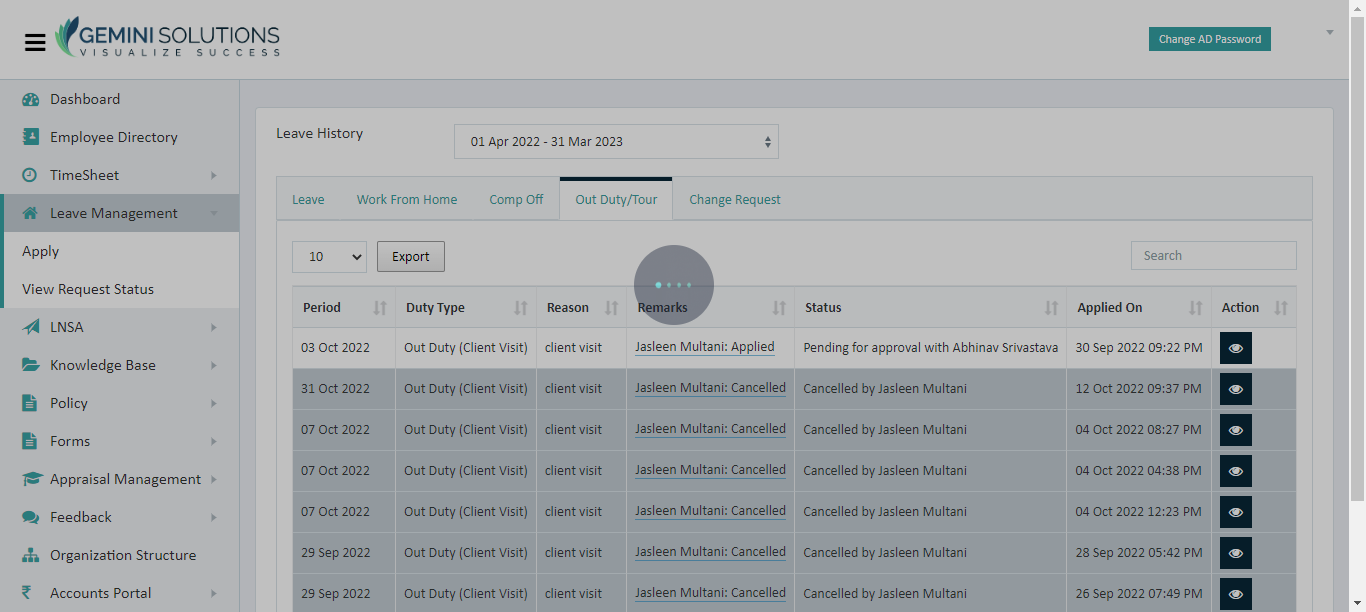 GEMINI SOLUTIONS
VISUALIZE SUCCESS
Change AD Password
Dashboard
Employee Directory
TimeSheet
Leave Management
Apply
View Request Status
LNSA
Knowledge Base
Policy
Forms
Appraisal Management
Feedback
Organization Structure
Accounts Portal
Leave History
01 Apr 2022 - 31 Mar 2023
Leave Work From Home Comp Off Out Duty/Tour Change Request
10 Export Search
Period Duty Type Reason Remarks Status Applied On Action
03 Oct 2022 Out Duty (Client Visit) client visit Jasleen Multani: Applied Pending for approval with Abhinav Srivastava 30 Sep 2022 09:22 PM
31 Oct 2022 Out Duty (Client Visit) client visit Jasleen Multani: Cancelled Cancelled by Jasleen Multani 12 Oct 2022 09:37 PM
07 Oct 2022 Out Duty (Client Visit) client visit Jasleen Multani: Cancelled Cancelled by Jasleen Multani 04 Oct 2022 08:27 PM
07 Oct 2022 Out Duty (Client Visit) client visit Jasleen Multani: Cancelled Cancelled by Jasleen Multani 04 Oct 2022 04:38 PM
07 Oct 2022 Out Duty (Client Visit) client visit Jasleen Multani: Cancelled Cancelled by Jasleen Multani 04 Oct 2022 12:23 PM
29 Sep 2022 Out Duty (Client Visit) client visit Jasleen Multani: Cancelled Cancelled by Jasleen Multani 28 Sep 2022 05:42 PM
29 Sep 2022 Out Duty (Client Visit) client visit Jasleen Multani: Cancelled Cancelled by Jasleen Multani 26 Sep 2022 07:49 PM